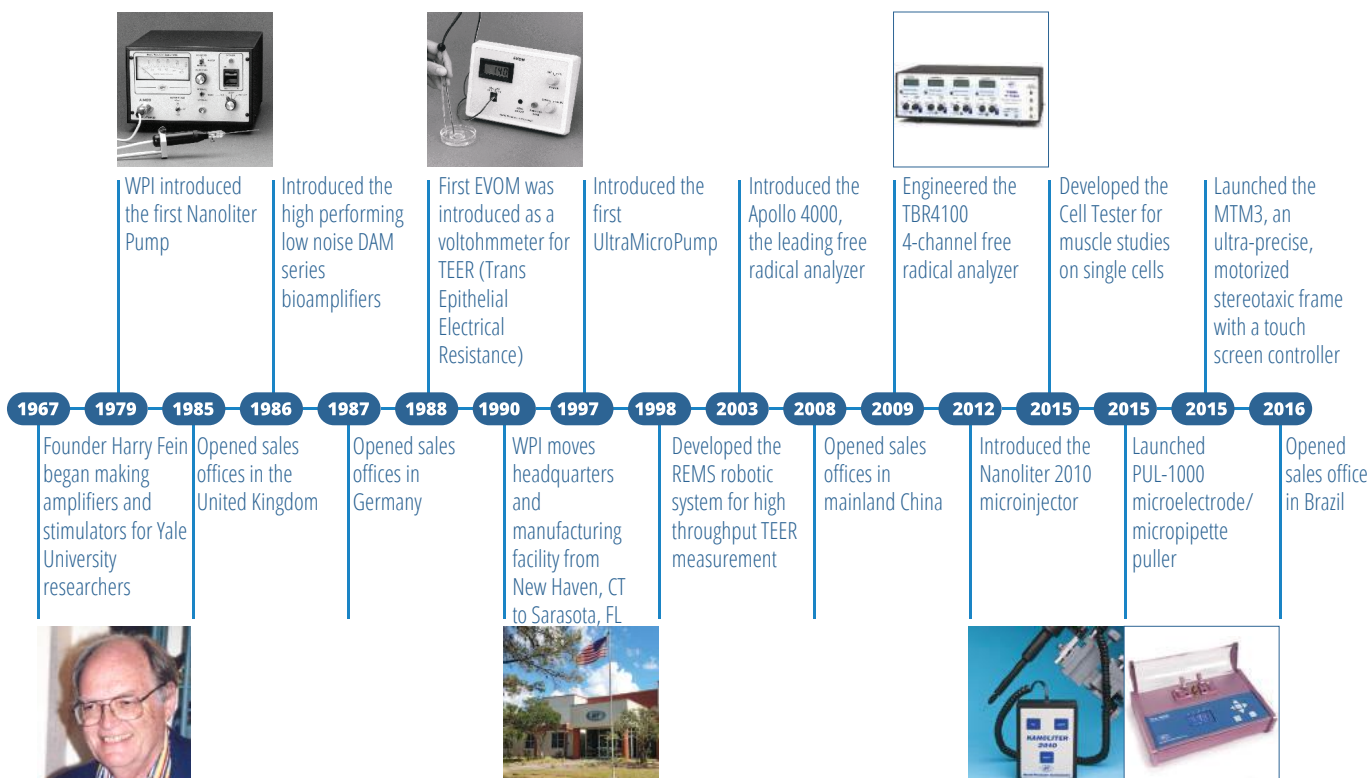 WPI introduced
the first Nanoliter
Pump
Introduced the
high performing
low noise DAM
series
bioamplifiers
First EVOM was
introduced as a
voltohmmeter for
TEER (Trans
Epithelial
Electrical
Resistance)
Introduced the
first
UltraMicroPump
Introduced the
Apollo 4000,
the leading free
radical analyzer
Engineered the
TBR4100
4-channel free
radical analyzer
Developed the
Cell Tester for
muscle studies
on single cells
Launched the
MTM3, an
ultra-precise,
motorized
stereotaxic frame
with a touch
screen controller
1967 1979 1985 1986 1987 1988 1990 1997 1998 2003 2008 2009 2012 2015 2015 2015 2016
Founder Harry Fein
began making
amplifiers and
stimulators for Yale
University
researchers
Opened sales
offices in the
United Kingdom
Opened sales
offices in
Germany
WPI moves
headquarters
and
manufacturing
facility from
New Haven, CT
to Sarasota, FL
Developed the
REMS robotic
system for high
throughput TEER
measurement
Opened sales
offices in
mainland China
Introduced the
Nanoliter 2010
microinjector
Launched
PUL-1000
microelectrode/
micropipette
puller
Opened
sales office
in Brazil
NANOLITER
2010